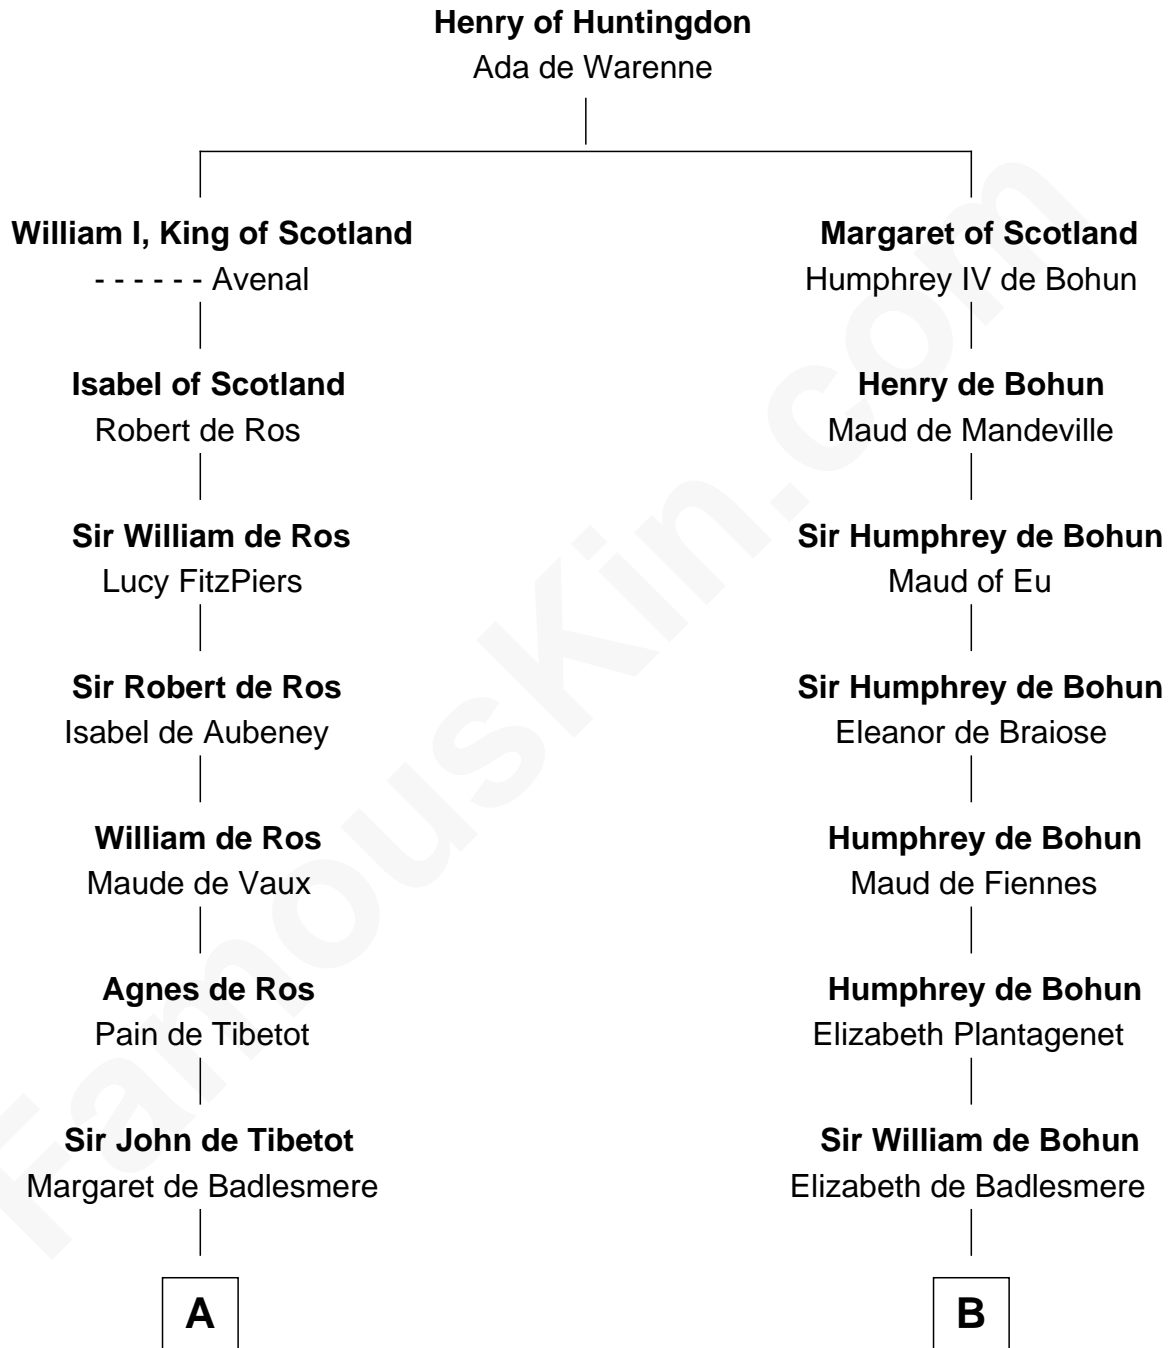 Henry of Huntingdon
Ada de Warenne
William I, King of Scotland
- - - - - - Avenal
Isabel of Scotland
Robert de Ros
Sir William de Ros
Lucy FitzPiers
Sir Robert de Ros
Isabel de Aubeney
William de Ros
Maude de Vaux
Agnes de Ros
Pain de Tibetot
Sir John de Tibetot
Margaret de Badlesmere
A
Margaret of Scotland
Humphrey IV de Bohun
Henry de Bohun
Maud de Mandeville
Sir Humphrey de Bohun
Maud of Eu
Sir Humphrey de Bohun
Eleanor de Braiose
Humphrey de Bohun
Maud de Fiennes
Humphrey de Bohun
Elizabeth Plantagenet
Sir William de Bohun
Elizabeth de Badlesmere
B
FamousKin.com